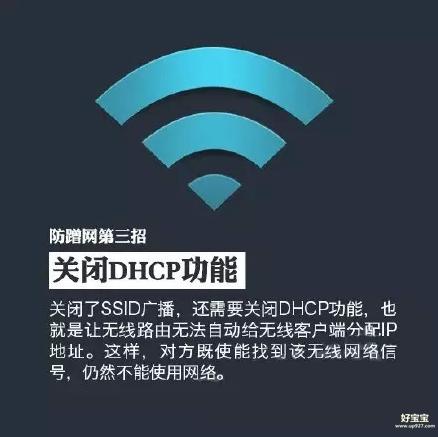 防蹭网第三招
关闭DHCP功能
关闭了SSID广播，还需要关闭DHCP功能，也
就是让无线路由无法自动给无线客户端分配IP
地址。这样，对方既使能找到该无线网络信
号，仍然不能使用网络。
好宝宝
www.up927.com